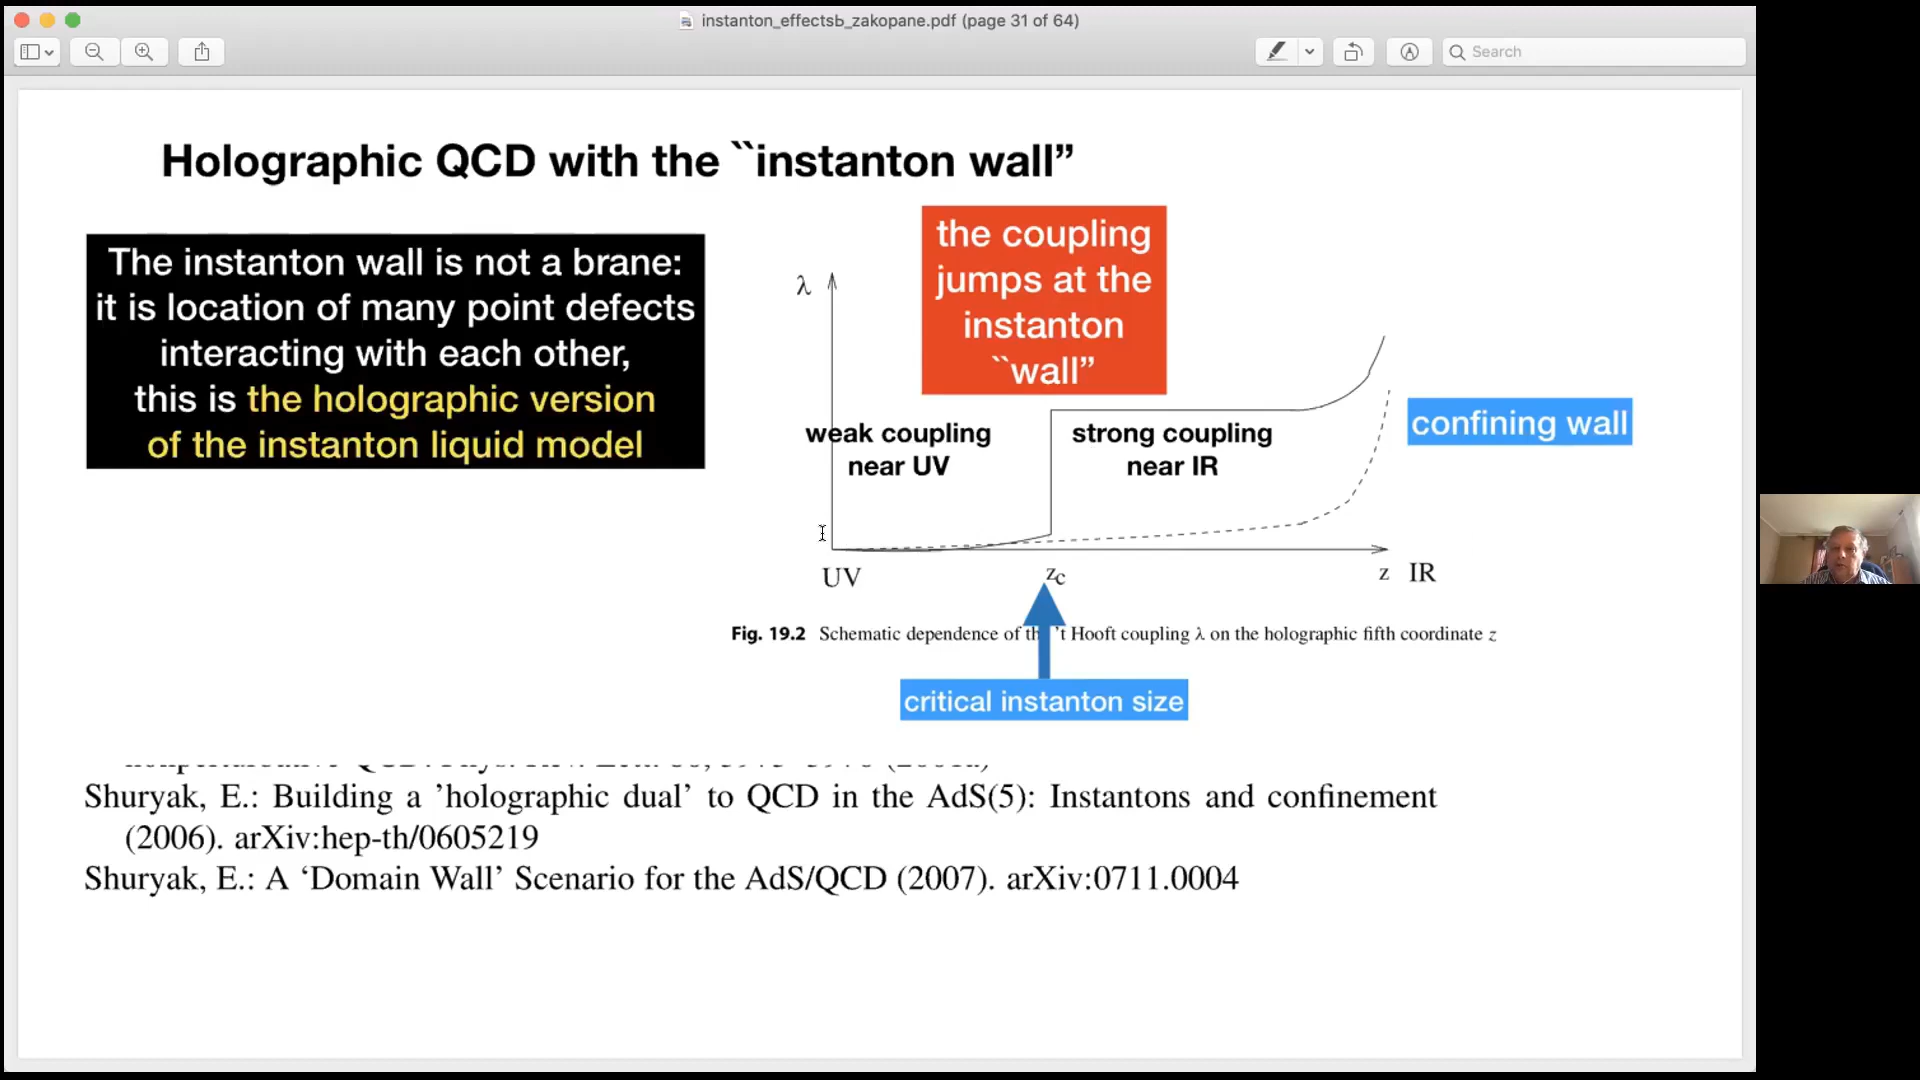 instanton_effectsb_zakopane.pdf (page 31 of 64)
Search
Holographic QCD with the ``instanton wall”
The instanton wall is not a brane:
it is location of many point defects
interacting with each other,
this is the holographic version
of the instanton liquid model
the coupling
jumps at the
instanton
``wall”
λ
weak coupling
near UV
strong coupling
near IR
confining wall
UV
zc
z IR
Fig. 19.2 Schematic dependence of th 't Hooft coupling λ on the holographic fifth coordinate z
critical instanton size
Shuryak, E.: Building a 'holographic dual' to QCD in the AdS(5): Instantons and confinement
(2006). arXiv:hep-th/0605219
Shuryak, E.: A ‘Domain Wall’ Scenario for the AdS/QCD (2007). arXiv:0711.0004